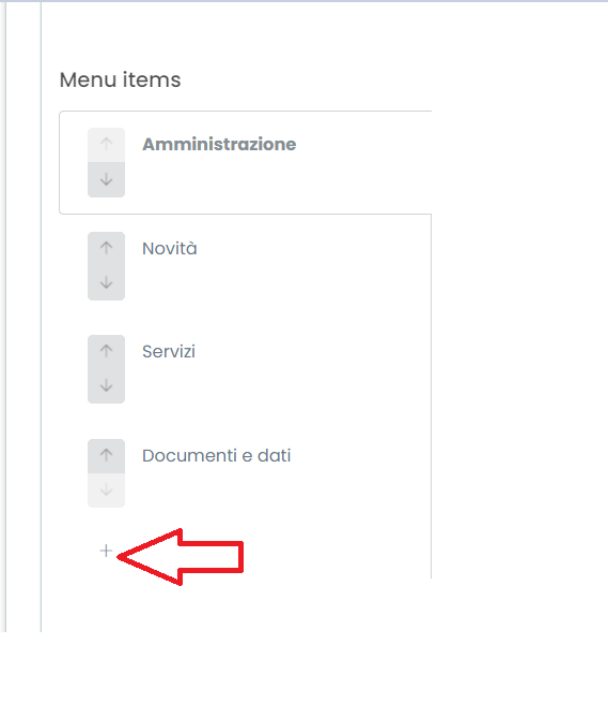 Menu items
Amministrazione
Novità
Servizi
Documenti e dati
+